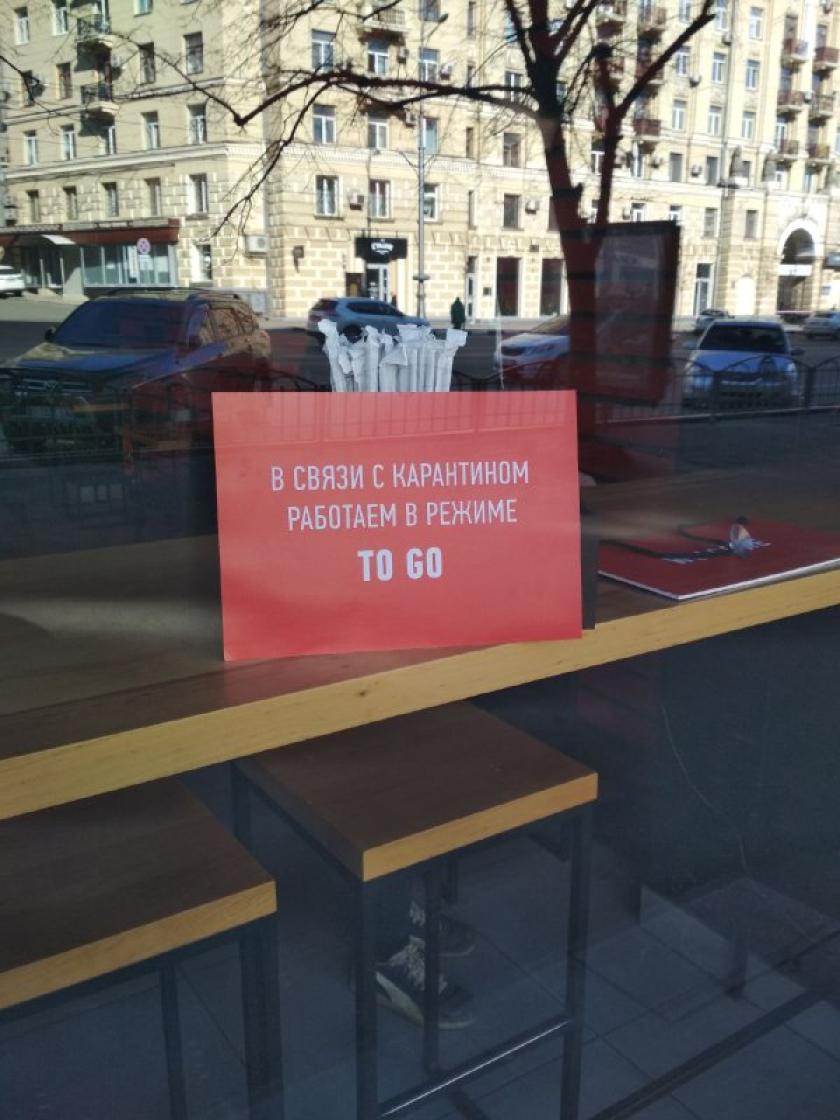 В СВЯЗИ С КАРАНТИНОМ
РАБОТАЕМ В РЕЖИМЕ
TO GO